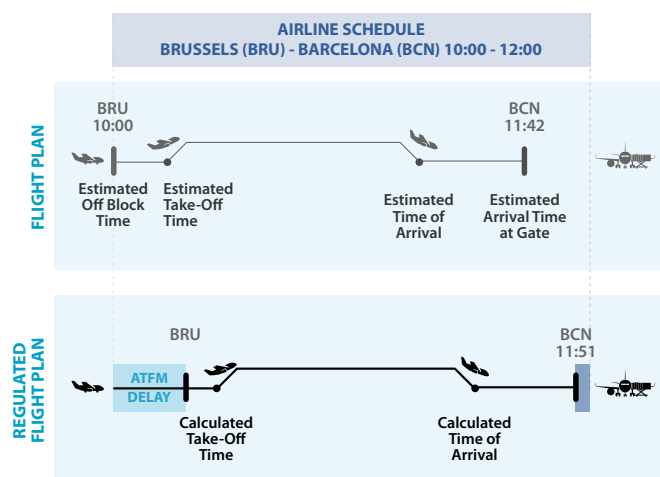 AIRLINE SCHEDULE
BRUSSELS (BRU) - BARCELONA (BCN) 10:00 - 12:00
FLIGHT PLAN
BRU
10:00
BCN
11:42
Estimated
Off Block
Time
Estimated
Take-Off
Time
Estimated
Time of
Arrival
Estimated
Arrival Time
at Gate
REGULATED
FLIGHT PLAN
BRU
BCN
11:51
ATFM
DELAY
Calculated
Take-Off
Time
Calculated
Time of
Arrival